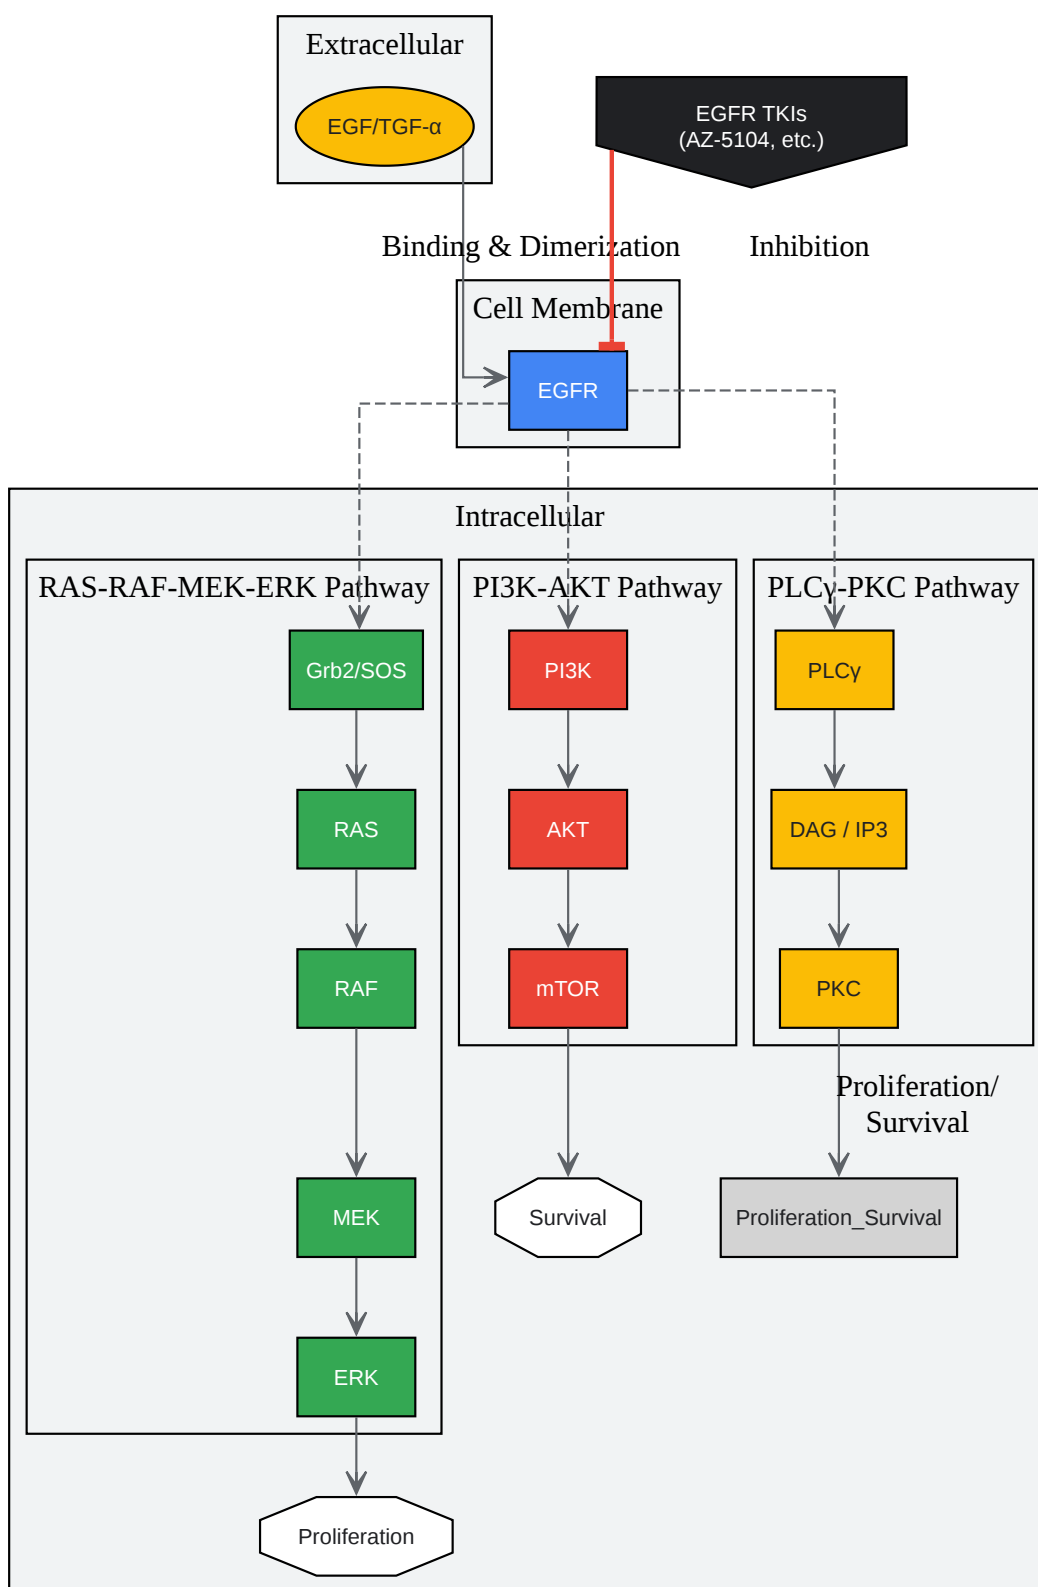 Extracellular
EGF/TGF-α
EGFR TKIs
(AZ-5104, etc.)
Binding & Dimerization
Inhibition
Cell Membrane
EGFR
Intracellular
RAS-RAF-MEK-ERK Pathway
PI3K-AKT Pathway
PLCγ-PKC Pathway
Grb2/SOS
PI3K
PLCγ
RAS
AKT
DAG / IP3
RAF
mTOR
PKC
Proliferation/
Survival
MEK
Survival
Proliferation_Survival
ERK
Proliferation